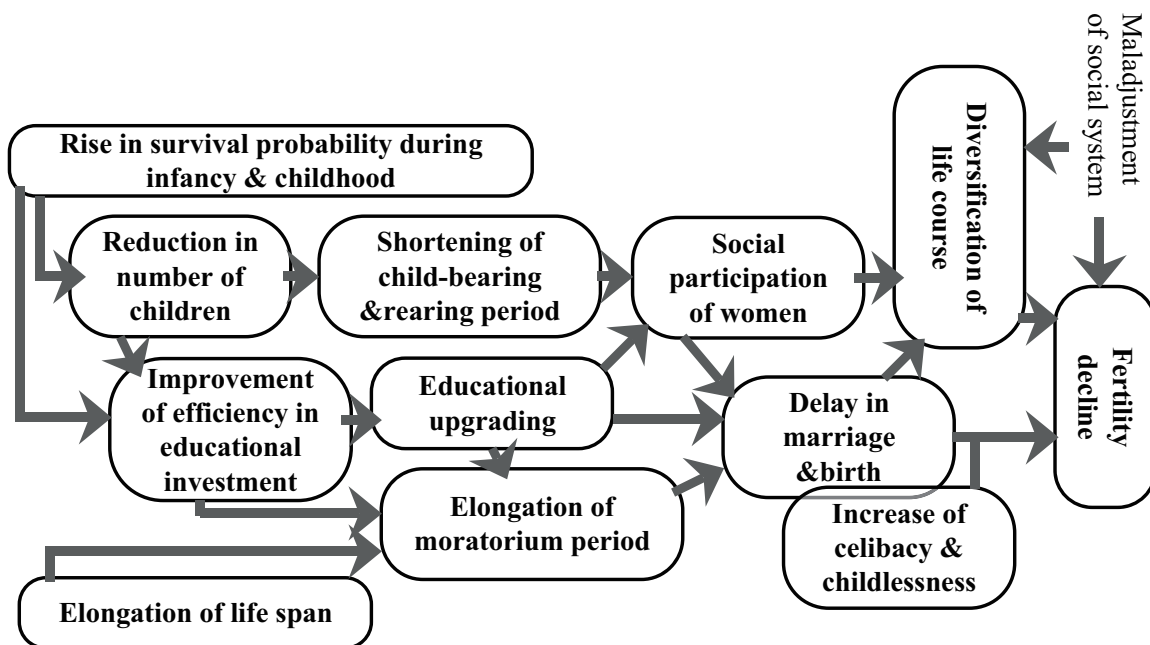 Maladjustment
of social system
Diversification of
life course
Rise in survival probability during
infancy & childhood
Reduction in
number of
children
Shortening of
child-bearing
&rearing period
Social
participation
of women
Fertility
decline
Improvement
of efficiency in
educational
investment
Educational
upgrading
Delay in
marriage
&birth
Elongation of
moratorium period
Increase of
celibacy &
childlessness
Elongation of life span